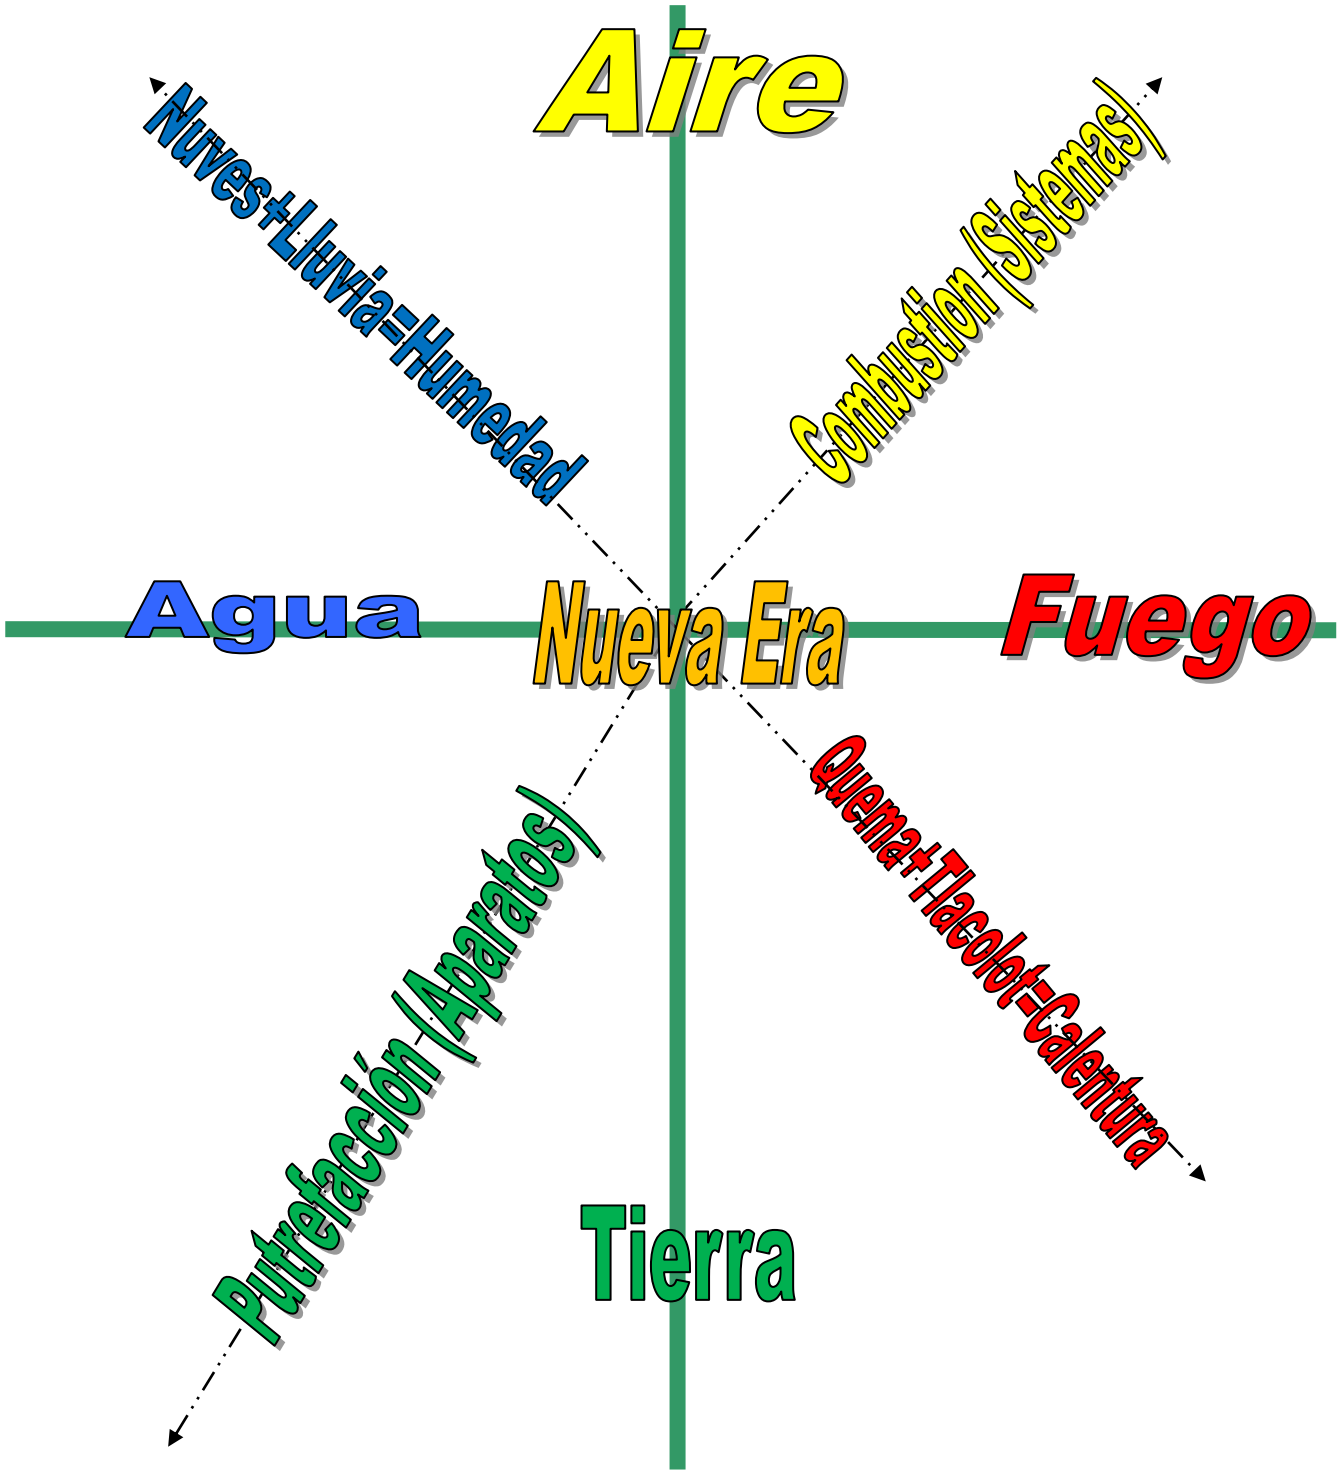 Aire
Nuves+Lluvia=Humedad
Combustion (Sistemas)
Agua
Nueva Era
Fuego
Putrefacción (Aparatos)
Quema+Tlacolot=Calentura
Tierra